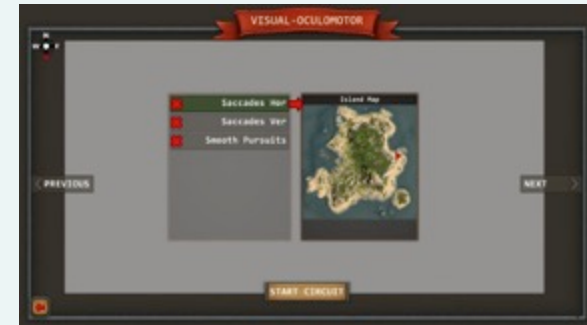 VISUAL-OCULOMOTOR
N
W E
Saccades Hor
Island Map
Saccades Ver
Smooth Pursuits
PREVIOUS
NEXT
START CIRCUIT